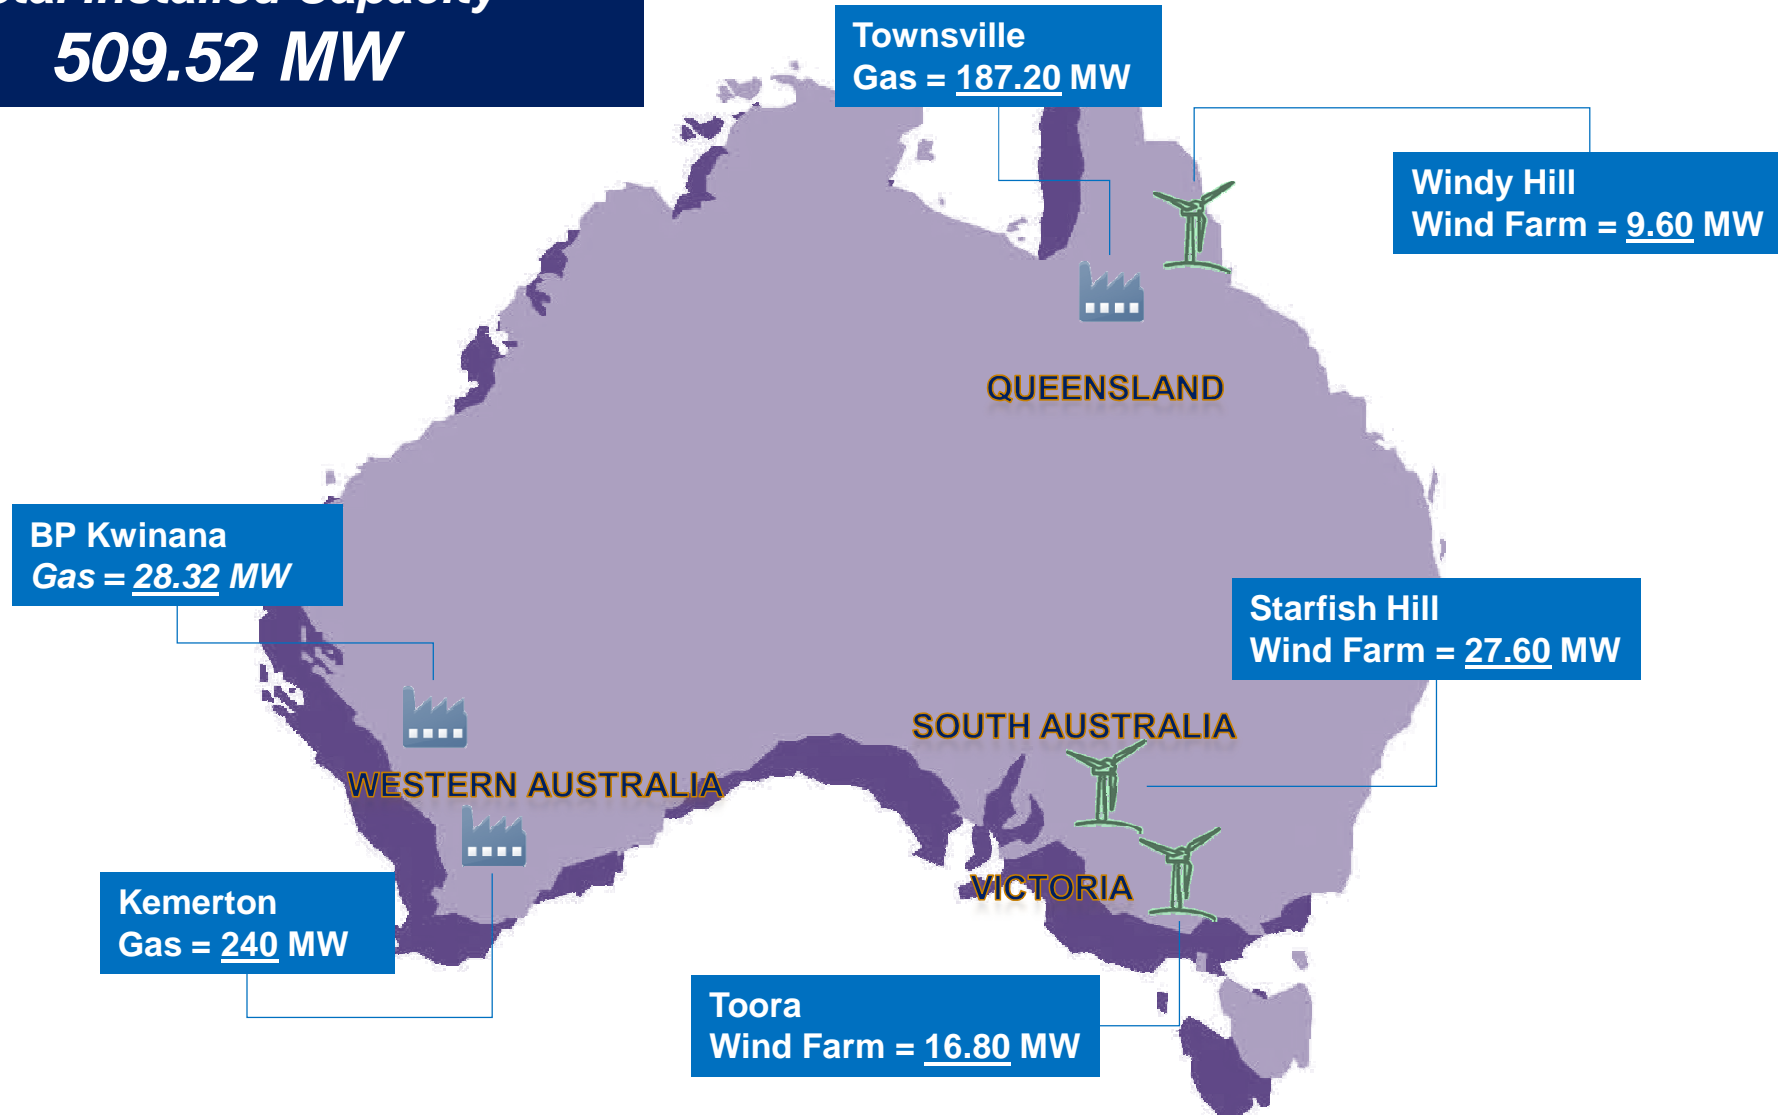 Installed Capacity
509.52 MW
Townsville
Gas = 187.20 MW
Windy Hill
Wind Farm = 9.60 MW
QUEENSLAND
BP Kwinana
Gas = 28.32 MW
Starfish Hill
Wind Farm = 27.60 MW
SOUTH AUSTRALIA
WESTERN AUSTRALIA
VICTORIA
Kemerton
Gas = 240 MW
Toora
Wind Farm = 16.80 MW